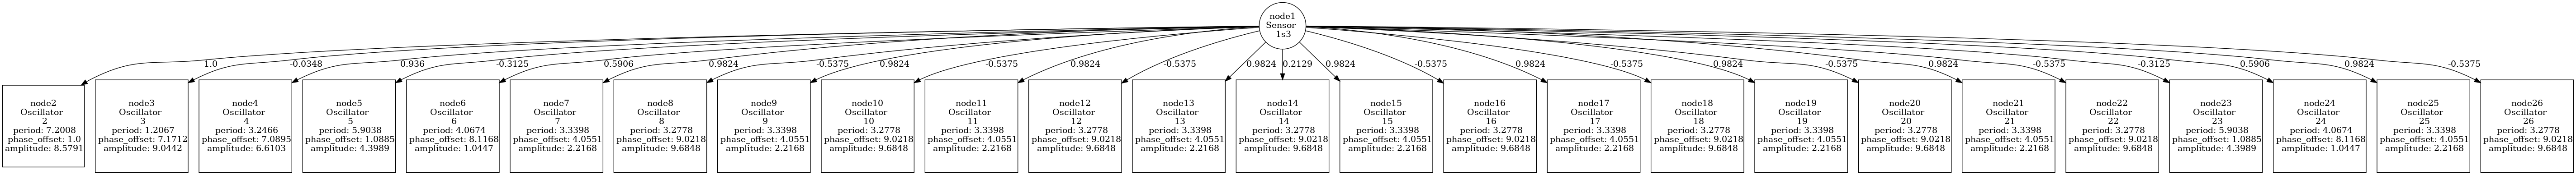 node1
Sensor
1s3
1.0
-0.0348
0.936
-0.3125
0.5906
0.9824
-0.5375
0.9824
-0.5375
0.9824
-0.5375
0.9824
0.2129
0.9824
-0.5375
0.9824
-0.5375
0.9824
-0.5375
0.9824
-0.5375
-0.3125
0.5906
0.9824
-0.5375
node2
Oscillator
2
period: 7.2008
phase_offset: 1.0
amplitude: 8.5791
node3
Oscillator
3
period: 1.2067
phase_offset: 7.1712
amplitude: 9.0442
node4
Oscillator
4
period: 3.2466
phase_offset: 7.0895
amplitude: 6.6103
node5
Oscillator
5
period: 5.9038
phase_offset: 1.0885
amplitude: 4.3989
node6
Oscillator
6
period: 4.0674
phase_offset: 8.1168
amplitude: 1.0447
node7
Oscillator
7
period: 3.3398
phase_offset: 4.0551
amplitude: 2.2168
node8
Oscillator
8
period: 3.2778
phase_offset: 9.0218
amplitude: 9.6848
node9
Oscillator
9
period: 3.3398
phase_offset: 4.0551
amplitude: 2.2168
node10
Oscillator
10
period: 3.2778
phase_offset: 9.0218
amplitude: 9.6848
node11
Oscillator
11
period: 3.3398
phase_offset: 4.0551
amplitude: 2.2168
node12
Oscillator
12
period: 3.2778
phase_offset: 9.0218
amplitude: 9.6848
node13
Oscillator
13
period: 3.3398
phase_offset: 4.0551
amplitude: 2.2168
node14
Oscillator
14
period: 3.2778
phase_offset: 9.0218
amplitude: 9.6848
node15
Oscillator
15
period: 3.3398
phase_offset: 4.0551
amplitude: 2.2168
node16
Oscillator
16
period: 3.2778
phase_offset: 9.0218
amplitude: 9.6848
node17
Oscillator
17
period: 3.3398
phase_offset: 4.0551
amplitude: 2.2168
node18
Oscillator
18
period: 3.2778
phase_offset: 9.0218
amplitude: 9.6848
node19
Oscillator
19
period: 3.3398
phase_offset: 4.0551
amplitude: 2.2168
node20
Oscillator
20
period: 3.2778
phase_offset: 9.0218
amplitude: 9.6848
node21
Oscillator
21
period: 3.3398
phase_offset: 4.0551
amplitude: 2.2168
node22
Oscillator
22
period: 3.2778
phase_offset: 9.0218
amplitude: 9.6848
node23
Oscillator
23
period: 5.9038
phase_offset: 1.0885
amplitude: 4.3989
node24
Oscillator
24
period: 4.0674
phase_offset: 8.1168
amplitude: 1.0447
node25
Oscillator
25
period: 3.3398
phase_offset: 4.0551
amplitude: 2.2168
node26
Oscillator
26
period: 3.2778
phase_offset: 9.0218
amplitude: 9.6848